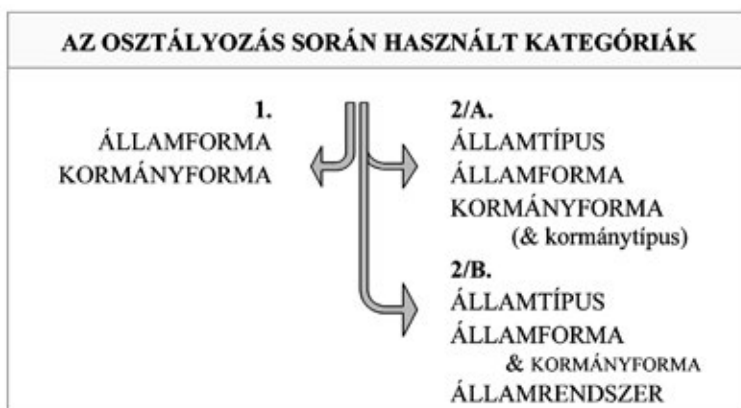 AZ OSZTÁLYOZÁS SORÁN HASZNÁLT KATEGÓRIÁK
1.
ÁLLAMFORMA
KORMÁNYFORMA
2/A.
ÁLLAMTÍPUS
ÁLLAMFORMA
KORMÁNYFORMA
(& kormánytípus)
2/B.
ÁLLAMTÍPUS
ÁLLAMFORMA
& KORMÁNYFORMA
ÁLLAMRENDSZER